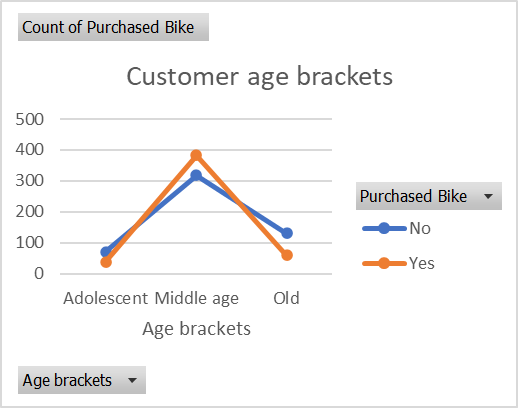 Count of Purchased Bike
Customer age brackets
500
400
300
200
100
0
Adolescent Middle age Old
Age brackets
Purchased Bike
No
Yes
Age brackets